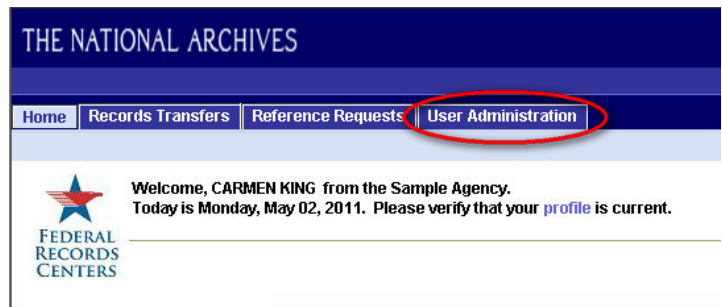 THE NATIONAL ARCHIVES
Home Records Transfers Reference Requests User Administration
Welcome, CARMEN KING from the Sample Agency.
Today is Monday, May 02, 2011. Please verify that your profile is current.
FEDERAL
RECORDS
CENTERS